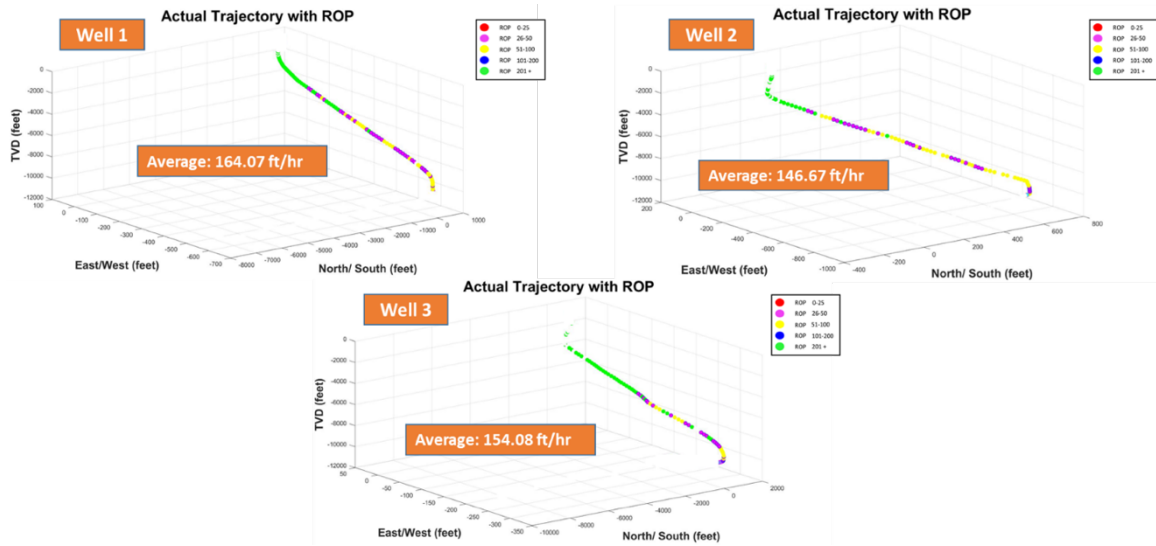 Actual Trajectory with ROP
Well 1
ROP 0-25
ROP 26-50
ROP 51-100
ROP 101-200
ROP 201 +
TVD (feet)
0
-2000
-4000
-6000
-8000
-10000
-12000
Average: 164.07 ft/hr
100
0
-100
-200
-300
-400
-500
-600
-700
East/West (feet)
-8000
-7000
-6000
-5000
-4000
-3000
-2000
-1000
0
1000
North/ South (feet)
Actual Trajectory with ROP
Well 2
ROP 0-25
ROP 26-50
ROP 51-100
ROP 101-200
ROP 201 +
TVD (feet)
0
-2000
-4000
-6000
-8000
-10000
-12000
Average: 146.67 ft/hr
200
0
-200
-400
-600
-800
-1000
East/West (feet)
-400
-200
0
200
400
600
800
North/ South (feet)
Actual Trajectory with ROP
Well 3
ROP 0-25
ROP 26-50
ROP 51-100
ROP 101-200
ROP 201 +
TVD (feet)
0
-2000
-4000
-6000
-8000
-10000
-12000
Average: 154.08 ft/hr
50
0
-50
-100
-150
-200
-250
-300
-350
East/West (feet)
-10000
-8000
-6000
-4000
-2000
0
2000
North/ South (feet)